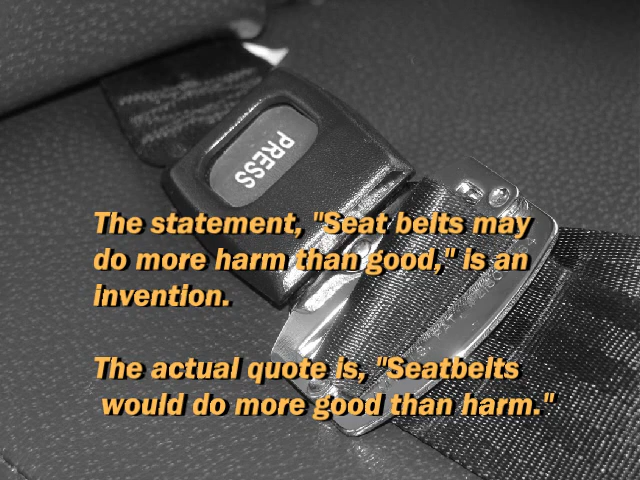 PRESS
The statement, "Seat belts may
do more harm than good," is an
invention.
The actual quote is, "Seatbelts
would do more good than harm."